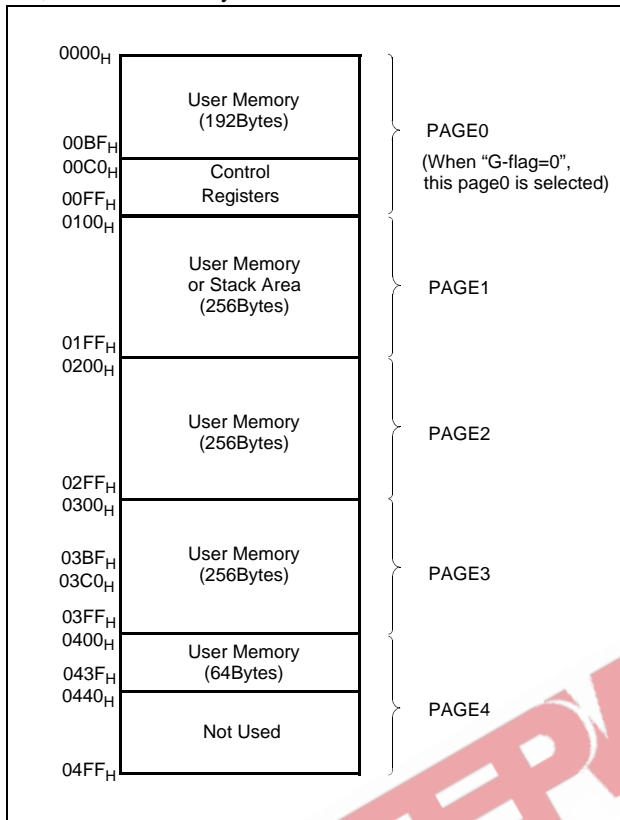 0000H
User Memory
(192Bytes)
PAGE0
(When “G-flag=0”,
this page0 is selected)
00BFH
00C0H
Control
Registers
00FFH
0100H
User Memory
or Stack Area
(256Bytes)
PAGE1
01FFH
0200H
User Memory
(256Bytes)
PAGE2
02FFH
0300H
User Memory
(256Bytes)
PAGE3
03BFH
03C0H
03FFH
0400H
User Memory
(64Bytes)
043FH
0440H
PAGE4
Not Used
04FFH